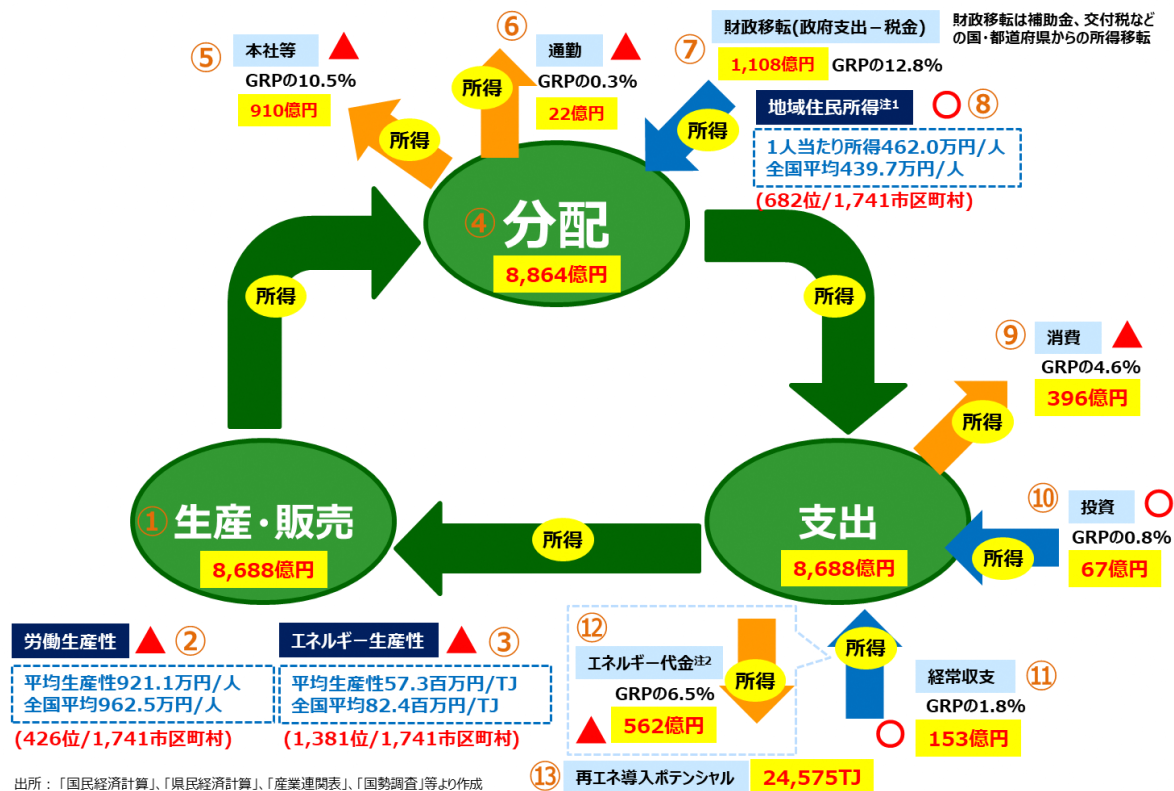 ⑤
本社等
▲
GRPの10.5%
910億円
所得
⑥
通勤
▲
GRPの0.3%
22億円
所得
⑦
財政移転(政府支出－税金)
1,108億円 GRPの12.8%
財政移転は補助金、交付税など
の国・都道府県からの所得移転
所得
地域住民所得注1
○
⑧
1人当たり所得462.0万円/人
全国平均439.7万円/人
(682位/1,741市区町村)
④
分配
8,864億円
所得
所得
⑨
消費
▲
GRPの4.6%
396億円
所得
①
生産・販売
8,688億円
所得
支出
8,688億円
⑩
投資
○
GRPの0.8%
67億円
所得
労働生産性
▲
②
平均生産性921.1万円/人
全国平均962.5万円/人
(426位/1,741市区町村)
エネルギー生産性
▲
③
平均生産性57.3百万円/TJ
全国平均82.4百万円/TJ
(1,381位/1,741市区町村)
⑫
エネルギー代金注2
GRPの6.5%
▲
562億円
所得
所得
経常収支
⑪
GRPの1.8%
○
153億円
⑬
再エネ導入ポテンシャル
24,575TJ
出所：「国民経済計算」、「県民経済計算」、「産業連関表」、「国勢調査」等より作成